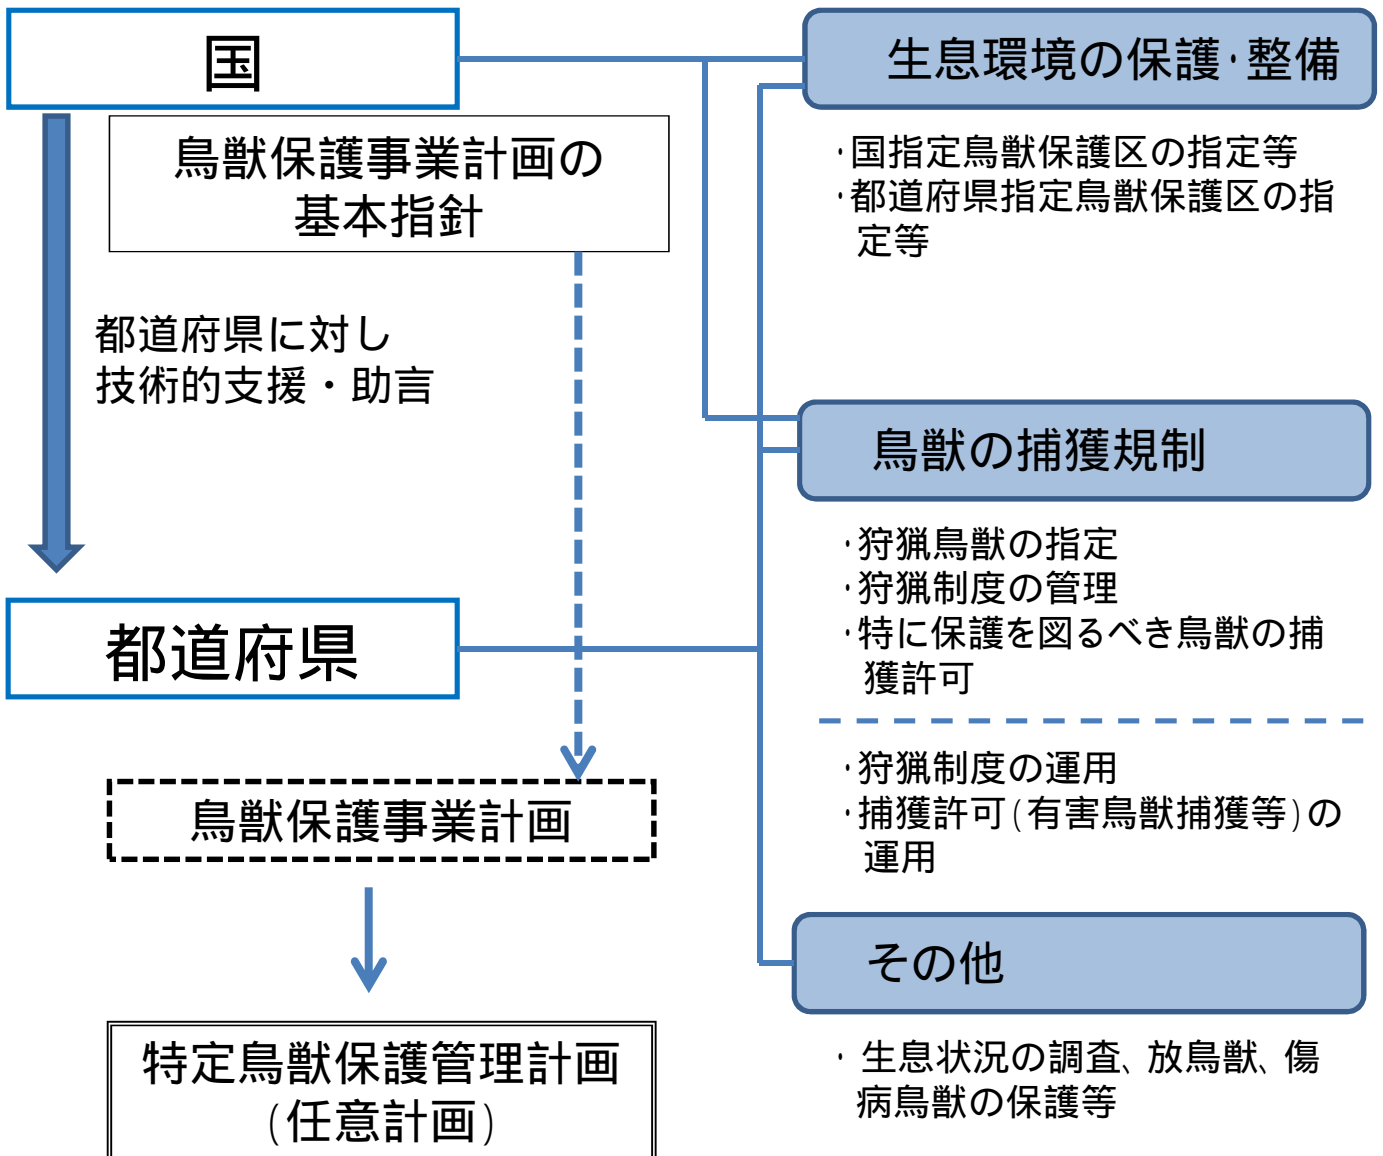 国
鳥獣保護事業計画の
基本指針
都道府県に対し
技術的支援・助言
都道府県
鳥獣保護事業計画
特定鳥獣保護管理計画
(任意計画)
生息環境の保護・整備
・国指定鳥獣保護区の指定等
・都道府県指定鳥獣保護区の指
定等
鳥獣の捕獲規制
・狩猟鳥獣の指定
・狩猟制度の管理
・特に保護を図るべき鳥獣の捕
獲許可
・狩猟制度の運用
・捕獲許可(有害鳥獣捕獲等)の
運用
その他
・ 生息状況の調査、放鳥獣、傷
病鳥獣の保護等